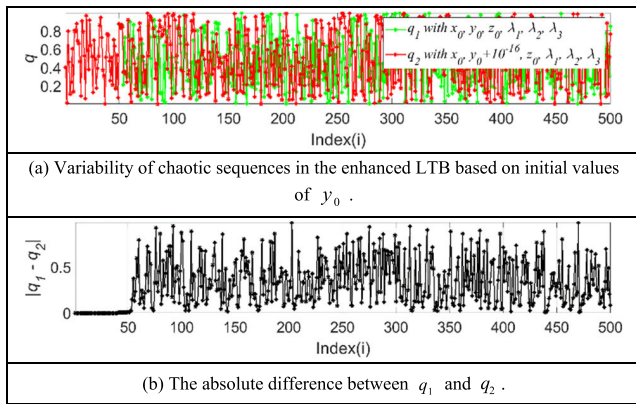 q₁ with x₀, y₀, z₀, λ₁, λ₂, λ₃
q₂ with x₀, y₀+10⁻¹⁶, z₀, λ₁, λ₂, λ₃
q
0.8
0.6
0.4
0.2
50 100 150 200 250 300 350 400 450 500
Index(i)
(a) Variability of chaotic sequences in the enhanced LTB based on initial values
of y₀ .
|q₁ - q₂|
0.5
0
50 100 150 200 250 300 350 400 450 500
Index(i)
(b) The absolute difference between q₁ and q₂ .